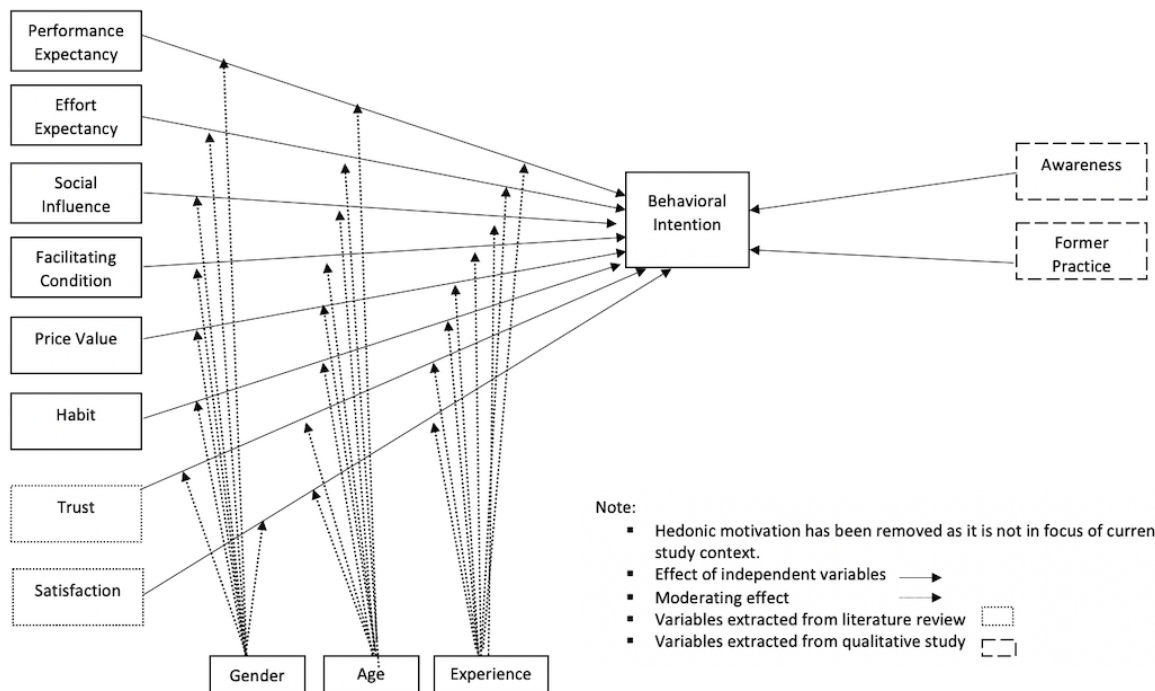 Performance
Expectancy
Effort
Expectancy
Social
Influence
Facilitating
Condition
Price Value
Habit
Trust
Satisfaction
Gender
Age
Experience
Behavioral
Intention
Awareness
Former
Practice
Note:
▪ Hedonic motivation has been removed as it is not in focus of curren
study context.
▪ Effect of independent variables
▪ Moderating effect
▪ Variables extracted from literature review
▪ Variables extracted from qualitative study